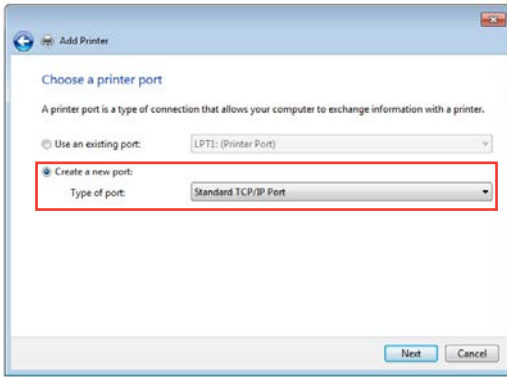 Add Printer
Choose a printer port
A printer port is a type of connection that allows your computer to exchange information with a printer.
Use an existing port: LPT1: (Printer Port)
Create a new port:
Type of port: Standard TCP/IP Port
Next Cancel